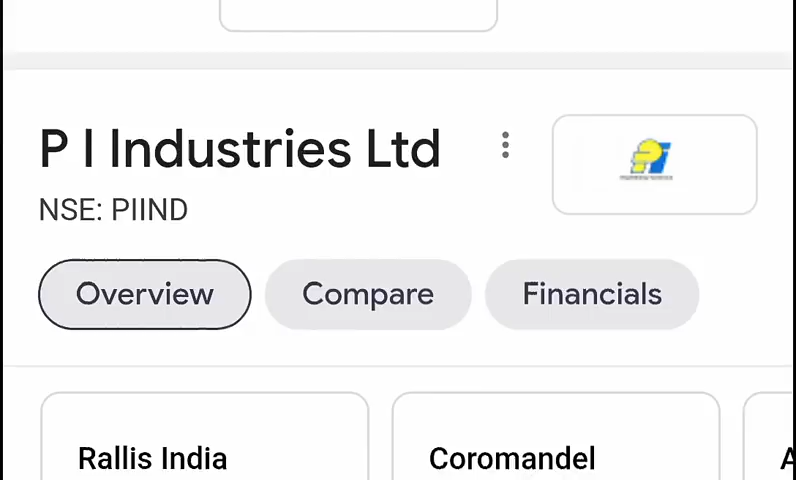 P I Industries Ltd
NSE: PIIND
Overview Compare Financials
Rallis India Coromandel A